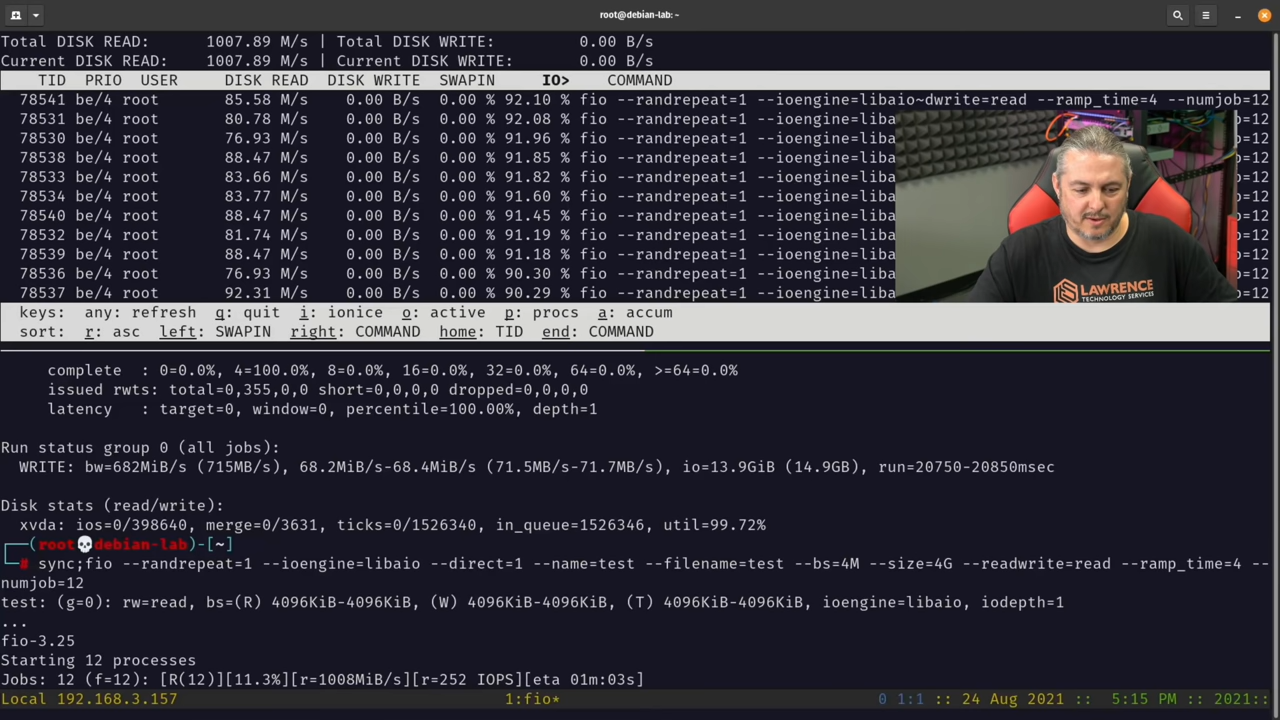 root@debian-lab: ~
Total DISK READ: 1007.89 M/s | Total DISK WRITE: 0.00 B/s
Current DISK READ: 1007.89 M/s | Current DISK WRITE: 0.00 B/s
TID PRIO USER DISK READ DISK WRITE SWAPIN IO> COMMAND
78541 be/4 root 85.58 M/s 0.00 B/s 0.00 % 92.10 % fio --randrepeat=1 --ioengine=libaio~dwrite=read --ramp_time=4 --numjob=12
78531 be/4 root 80.78 M/s 0.00 B/s 0.00 % 92.08 % fio --randrepeat=1 --ioengine=liba b=12
78530 be/4 root 76.93 M/s 0.00 B/s 0.00 % 91.96 % fio --randrepeat=1 --ioengine=liba b=12
78538 be/4 root 88.47 M/s 0.00 B/s 0.00 % 91.85 % fio --randrepeat=1 --ioengine=liba b=12
78533 be/4 root 83.66 M/s 0.00 B/s 0.00 % 91.82 % fio --randrepeat=1 --ioengine=liba b=12
78534 be/4 root 83.77 M/s 0.00 B/s 0.00 % 91.60 % fio --randrepeat=1 --ioengine=liba b=12
78540 be/4 root 88.47 M/s 0.00 B/s 0.00 % 91.45 % fio --randrepeat=1 --ioengine=liba b=12
78532 be/4 root 81.74 M/s 0.00 B/s 0.00 % 91.19 % fio --randrepeat=1 --ioengine=liba b=12
78539 be/4 root 88.47 M/s 0.00 B/s 0.00 % 91.18 % fio --randrepeat=1 --ioengine=liba b=12
78536 be/4 root 76.93 M/s 0.00 B/s 0.00 % 90.30 % fio --randrepeat=1 --ioengine=liba b=12
78537 be/4 root 92.31 M/s 0.00 B/s 0.00 % 90.29 % fio --randrepeat=1 --ioengine=liba b=12
LAWRENCE
TECHNOLOGY SERVICES
keys: any: refresh q: quit i: ionice o: active p: procs a: accum
sort: r: asc left: SWAPIN right: COMMAND home: TID end: COMMAND
complete : 0=0.0%, 4=100.0%, 8=0.0%, 16=0.0%, 32=0.0%, 64=0.0%, >=64=0.0%
issued rwts: total=0,355,0,0 short=0,0,0,0 dropped=0,0,0,0
latency : target=0, window=0, percentile=100.00%, depth=1
Run status group 0 (all jobs):
WRITE: bw=682MiB/s (715MB/s), 68.2MiB/s-68.4MiB/s (71.5MB/s-71.7MB/s), io=13.9GiB (14.9GB), run=20750-20850msec
Disk stats (read/write):
xvda: ios=0/398640, merge=0/3631, ticks=0/1526340, in_queue=1526346, util=99.72%
┌──(root💀debian-lab)-[~]
└─# sync;fio --randrepeat=1 --ioengine=libaio --direct=1 --name=test --filename=test --bs=4M --size=4G --readwrite=read --ramp_time=4 --
numjob=12
test: (g=0): rw=read, bs=(R) 4096KiB-4096KiB, (W) 4096KiB-4096KiB, (T) 4096KiB-4096KiB, ioengine=libaio, iodepth=1
...
fio-3.25
Starting 12 processes
Jobs: 12 (f=12): [R(12)][11.3%][r=1008MiB/s][r=252 IOPS][eta 01m:03s]
Local 192.168.3.157 1:fio* 0 1:1 :: 24 Aug 2021 :: 5:15 PM :: 2021::